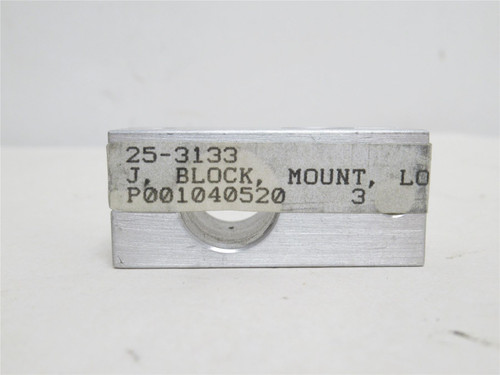 25-3133
J, BLOCK, MOUNT, LO
P001040520 3